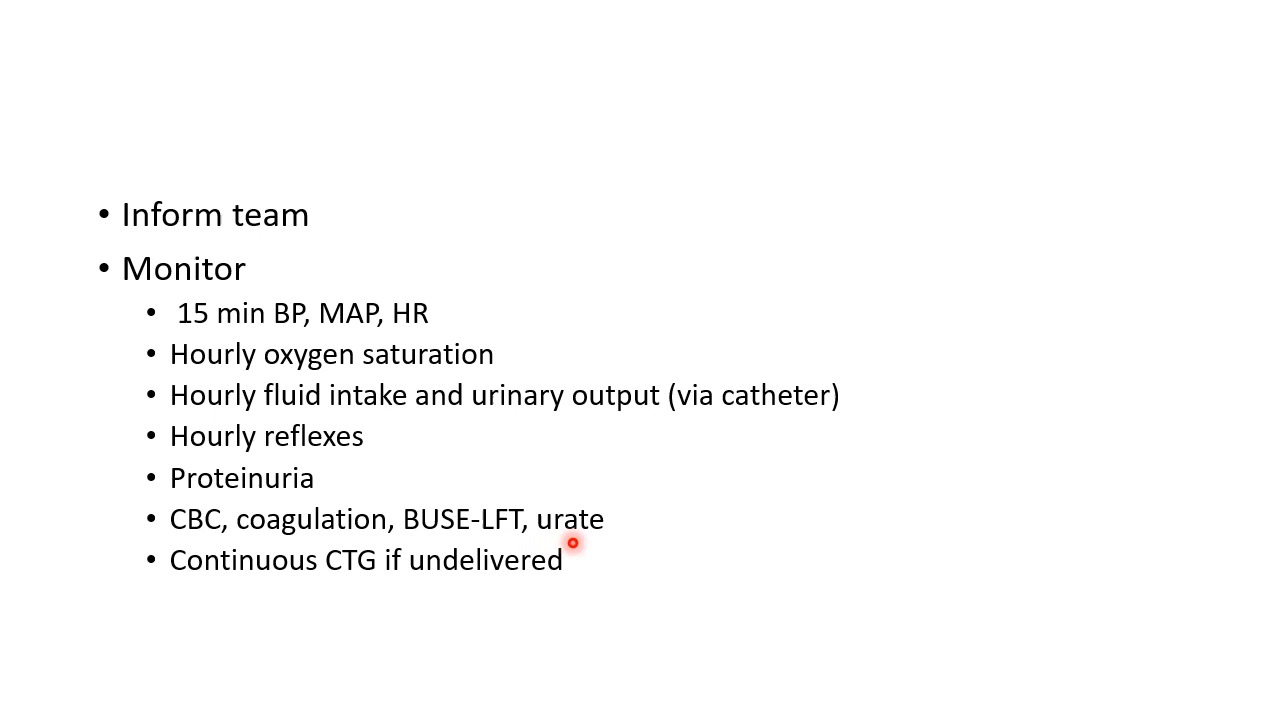 • Inform team
• Monitor
• 15 min BP, MAP, HR
• Hourly oxygen saturation
• Hourly fluid intake and urinary output (via catheter)
• Hourly reflexes
• Proteinuria
• CBC, coagulation, BUSE-LFT, urate
• Continuous CTG if undelivered